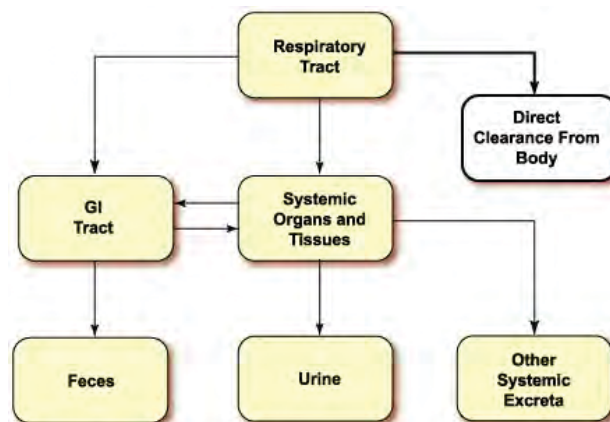 Respiratory
Tract
Direct
Clearance From
Body
GI
Tract
Systemic
Organs and
Tissues
Feces
Urine
Other
Systemic
Excreta